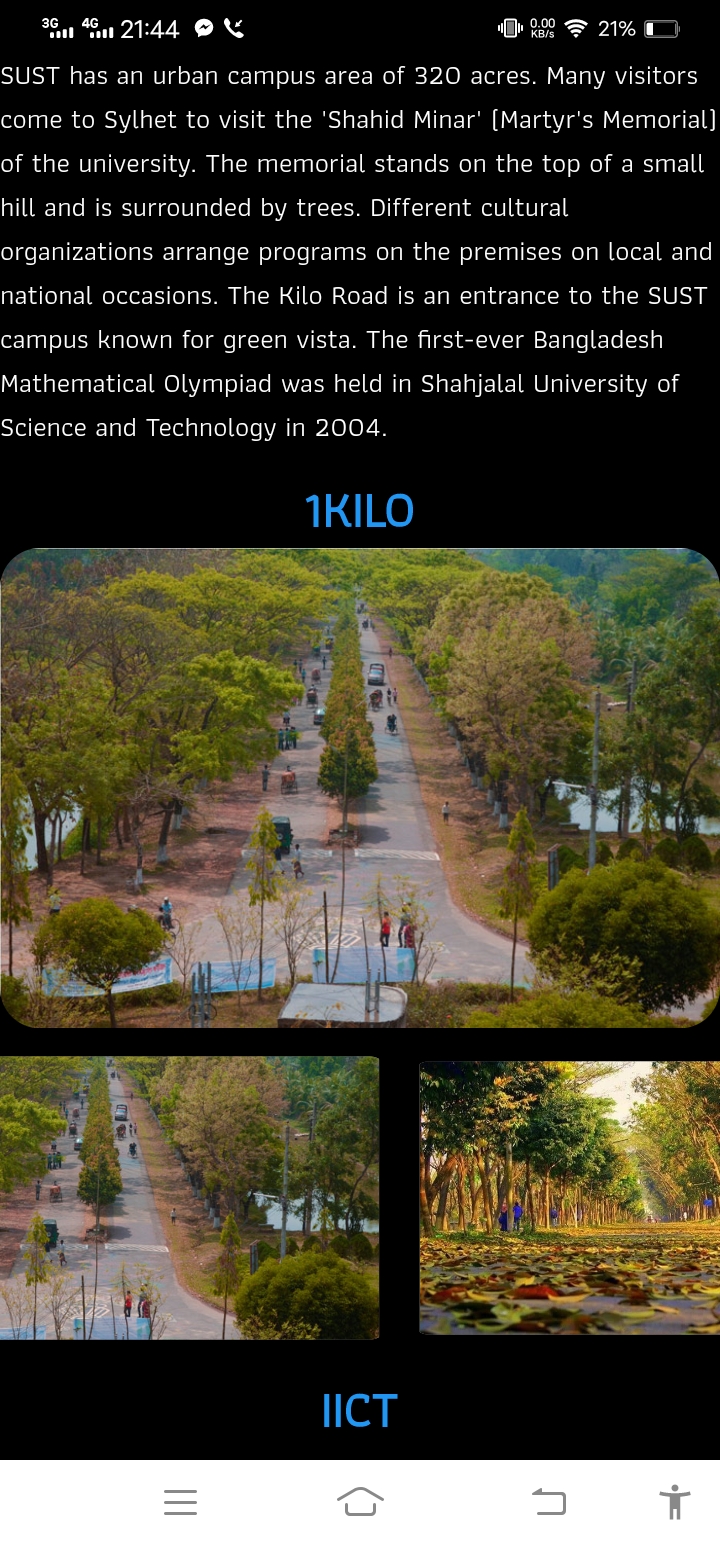 3G 4G 21:44 0.00 KB/s 21%
SUST has an urban campus area of 320 acres. Many visitors
come to Sylhet to visit the 'Shahid Minar' (Martyr's Memorial)
of the university. The memorial stands on the top of a small
hill and is surrounded by trees. Different cultural
organizations arrange programs on the premises on local and
national occasions. The Kilo Road is an entrance to the SUST
campus known for green vista. The first-ever Bangladesh
Mathematical Olympiad was held in Shahjalal University of
Science and Technology in 2004.
1KILO
IICT